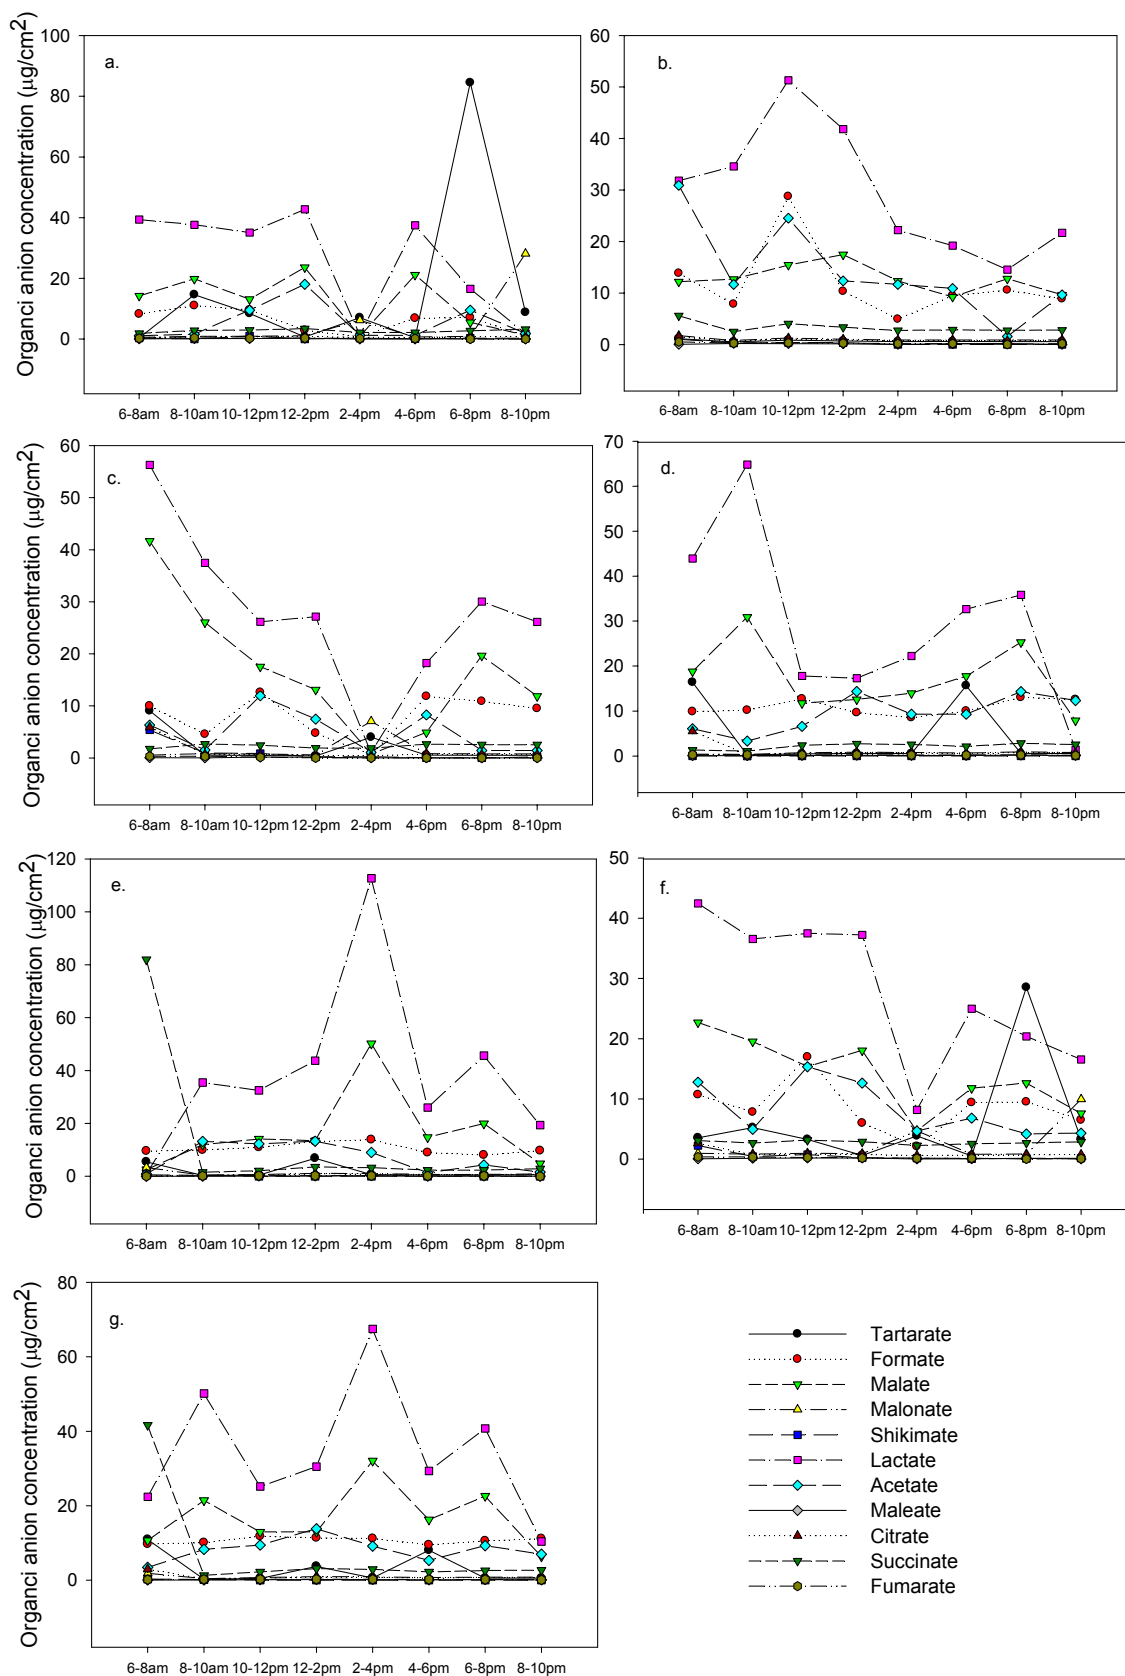 a.
Organci anion concentration (μg/cm2)
100
80
60
40
20
0
6-8am 8-10am 10-12pm 12-2pm 2-4pm 4-6pm 6-8pm 8-10pm
b.
60
50
40
30
20
10
0
6-8am 8-10am 10-12pm 12-2pm 2-4pm 4-6pm 6-8pm 8-10pm
c.
Organci anion concentration (μg/cm2)
60
50
40
30
20
10
0
6-8am 8-10am 10-12pm 12-2pm 2-4pm 4-6pm 6-8pm 8-10pm
d.
70
60
50
40
30
20
10
0
6-8am 8-10am 10-12pm 12-2pm 2-4pm 4-6pm 6-8pm 8-10pm
e.
Organci anion concentration (μg/cm2)
120
100
80
60
40
20
0
6-8am 8-10am 10-12pm 12-2pm 2-4pm 4-6pm 6-8pm 8-10pm
f.
50
40
30
20
10
0
6-8am 8-10am 10-12pm 12-2pm 2-4pm 4-6pm 6-8pm 8-10pm
g.
Organci anion concentration (μg/cm2)
80
60
40
20
0
6-8am 8-10am 10-12pm 12-2pm 2-4pm 4-6pm 6-8pm 8-10pm
Tartarate
Formate
Malate
Malonate
Shikimate
Lactate
Acetate
Maleate
Citrate
Succinate
Fumarate